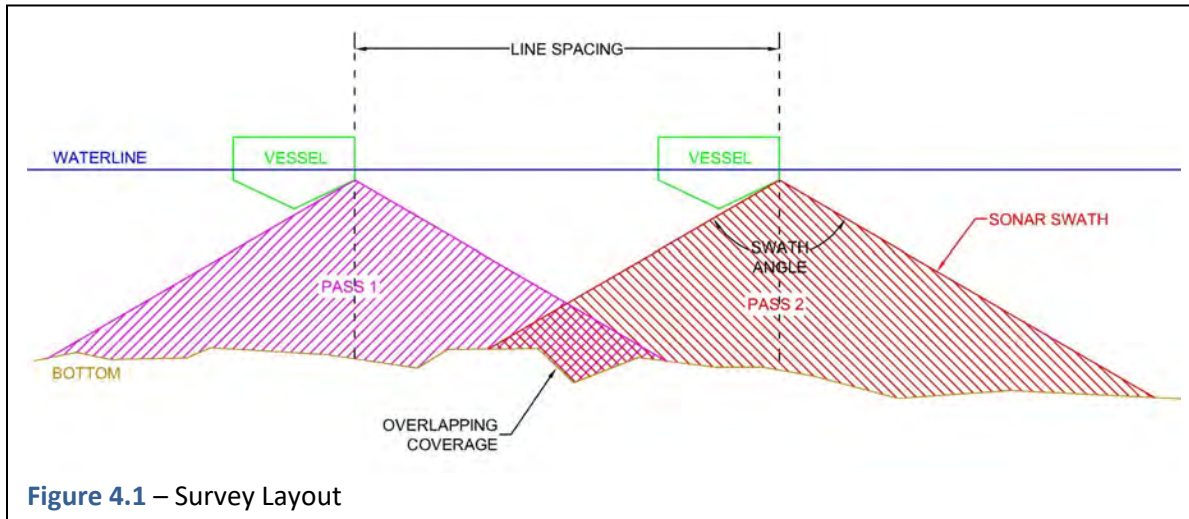 LINE SPACING
WATERLINE
VESSEL
VESSEL
SONAR SWATH
SWATH
ANGLE
PASS 1
PASS 2
BOTTOM
OVERLAPPING
COVERAGE
Figure 4.1 – Survey Layout